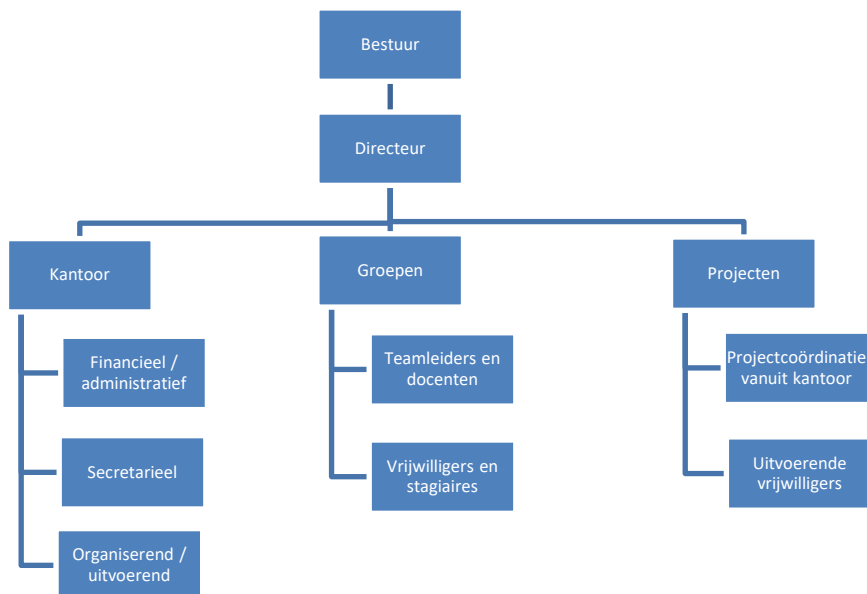 Bestuur
Directeur
Kantoor
Groepen
Projecten
Financieel /
administratief
Teamleiders en
docenten
Projectcoördinatie
vanuit kantoor
Secretarieel
Vrijwilligers en
stagiaires
Uitvoerende
vrijwilligers
Organiserend /
uitvoerend